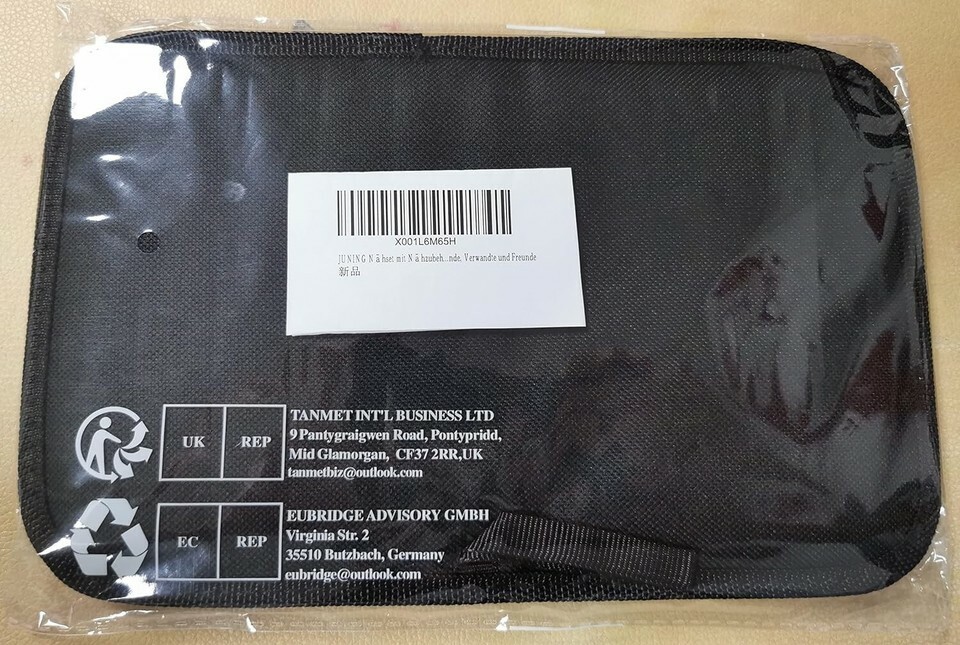 X001L6M65H
JUNING Nähset mit Nähzubeh...nde, Verwandte und Freunde
新品
UK REP
TANMET INT'L BUSINESS LTD
9 Pantygraigwen Road, Pontypridd,
Mid Glamorgan, CF37 2RR,UK
tanmetbiz@outlook.com
EC REP
EUBRIDGE ADVISORY GMBH
Virginia Str. 2
35510 Butzbach, Germany
eubridge@outlook.com